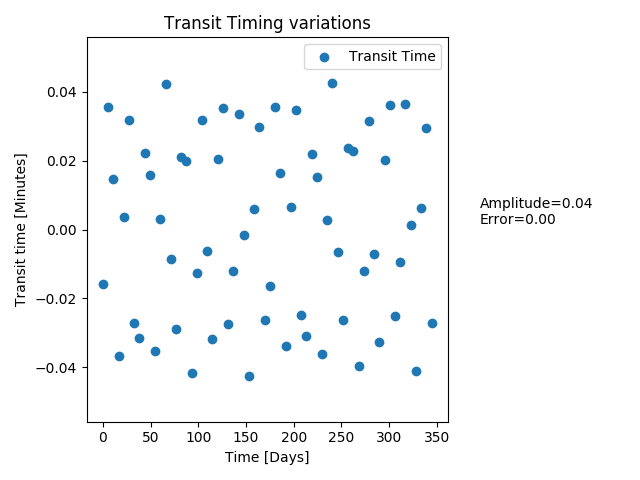 Transit Timing variations
Transit Time
0.04
0.02
0.00
−0.02
−0.04
Transit time [Minutes]
0 50 100 150 200 250 300 350
Time [Days]
Amplitude=0.04
Error=0.00